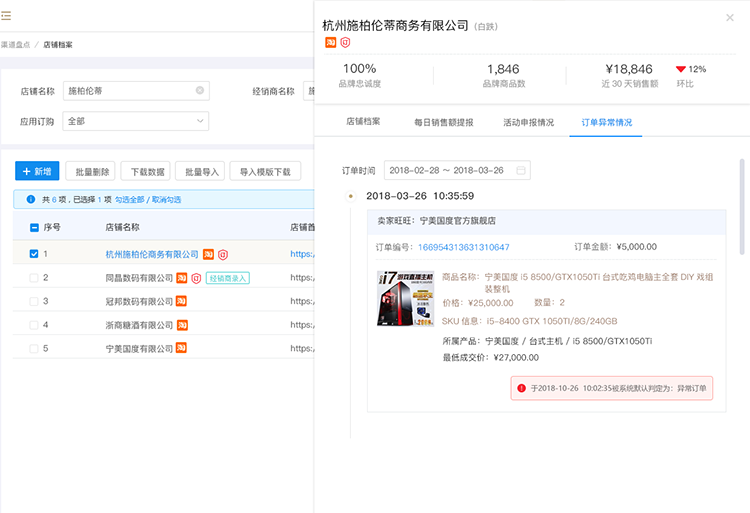 渠道盘点 / 店铺档案
店铺名称 施柏伦蒂
经销商名称 施
应用订购 全部
+ 新增 批量删除 下载数据 批量导入 导入模版下载
共 6 项，已选择 1 项 勾选全部 / 取消勾选
序号 店铺名称 店铺首
1 杭州施柏伦商务有限公司 淘 https:
2 同昌数码有限公司 淘 经销商录入 https:/
3 冠邦数码有限公司 淘 https:/
4 浙商糖酒有限公司 淘 https:/
5 宁美国度有限公司 淘 https:/
杭州施柏伦蒂商务有限公司 (白跌)
淘
100% 1,846 ¥18,846 12%
品牌忠诚度 品牌商品数 近 30 天销售额 环比
店铺档案 每日销售额提报 活动申报情况 订单异常情况
订单时间 2018-02-28 ～ 2018-03-26
2018-03-26 10:35:59
卖家旺旺：宁美国度官方旗舰店
订单编号：166954313631310647 订单金额：¥5,000.00
i7游戏直播主机
商品名称：宁美国度 i5 8500/GTX1050Ti 台式吃鸡电脑主全套 DIY 戏组
装整机
价格：¥25,000.00 数量：2
SKU 信息：i5-8400 GTX 1050TI/8G/240GB
所属产品：宁美国度 / 台式主机 / i5 8500/GTX1050Ti
最低成交价：¥27,000.00
于2018-10-26 10:02:35被系统默认判定为：异常订单